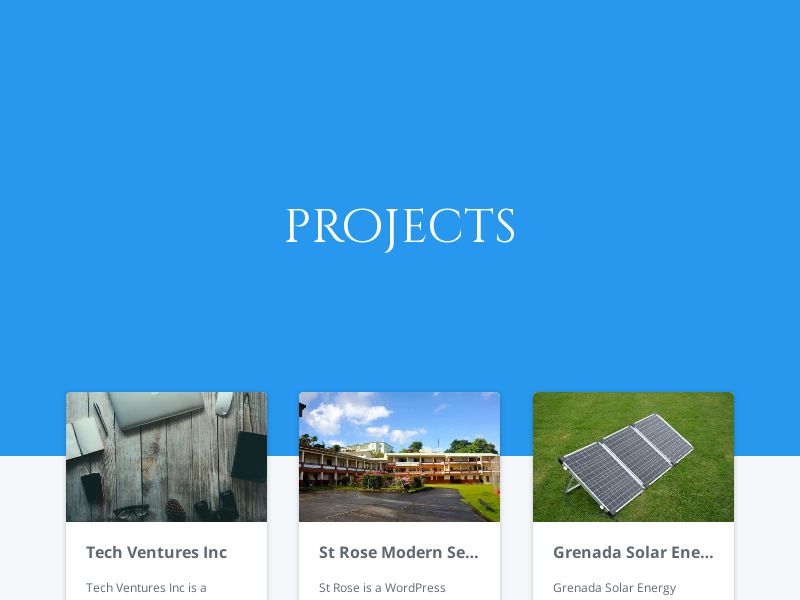 PROJECTS
Tech Ventures Inc
St Rose Modern Se...
Grenada Solar Ene...
Tech Ventures Inc is a
St Rose is a WordPress
Grenada Solar Energy